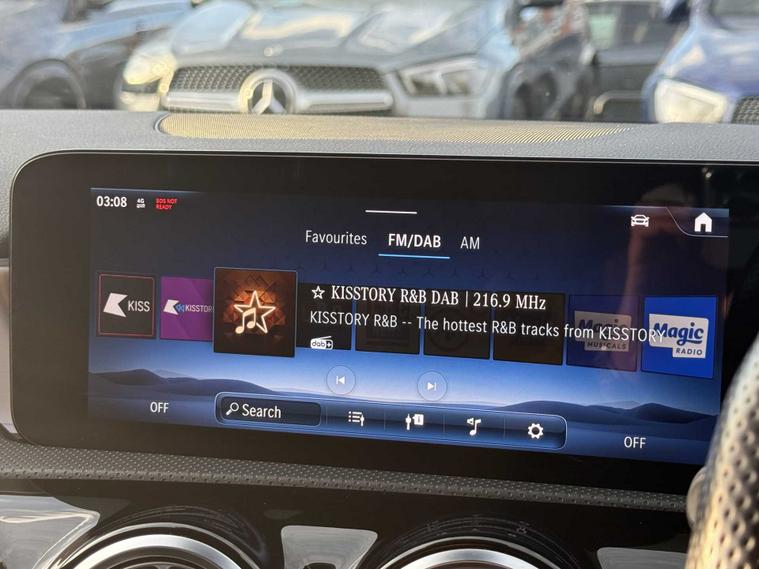 03:08
4G
SOS NOT
READY
Favourites FM/DAB AM
KISS
KISSTOR
☆ KISSTORY R&B DAB | 216.9 MHz
KISSTORY R&B -- The hottest R&B tracks from KISSTORY
dab
Magic
MUSICALS
Magic
RADIO
OFF
Search
OFF